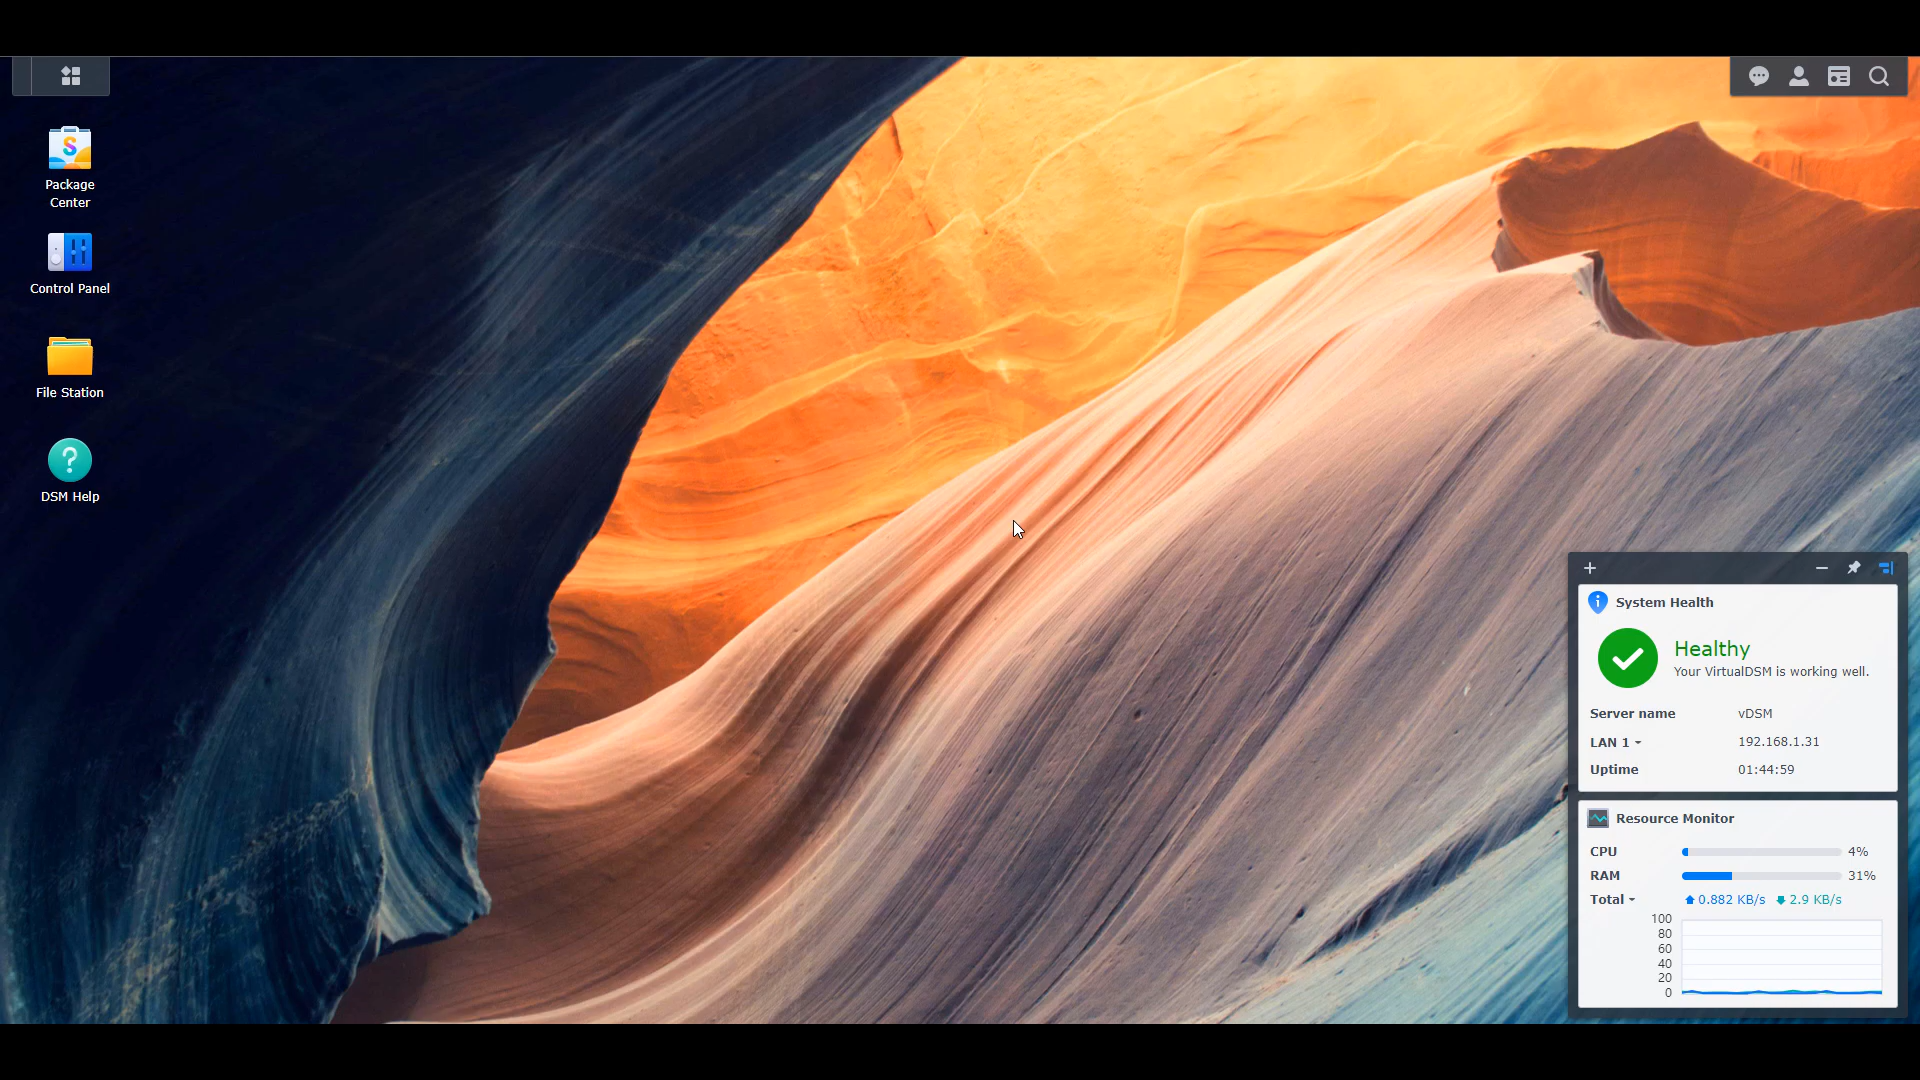 Package
Center
Control Panel
File Station
DSM Help
System Health
Healthy
Your VirtualDSM is working well.
Server name vDSM
LAN 1 192.168.1.31
Uptime 01:44:59
Resource Monitor
CPU 4%
RAM 31%
Total 0.882 KB/s 2.9 KB/s
100
80
60
40
20
0